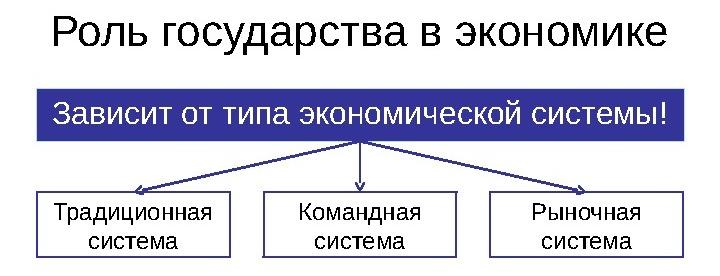 Роль государства в экономике
Зависит от типа экономической системы!
Традиционная
система
Командная
система
Рыночная
система